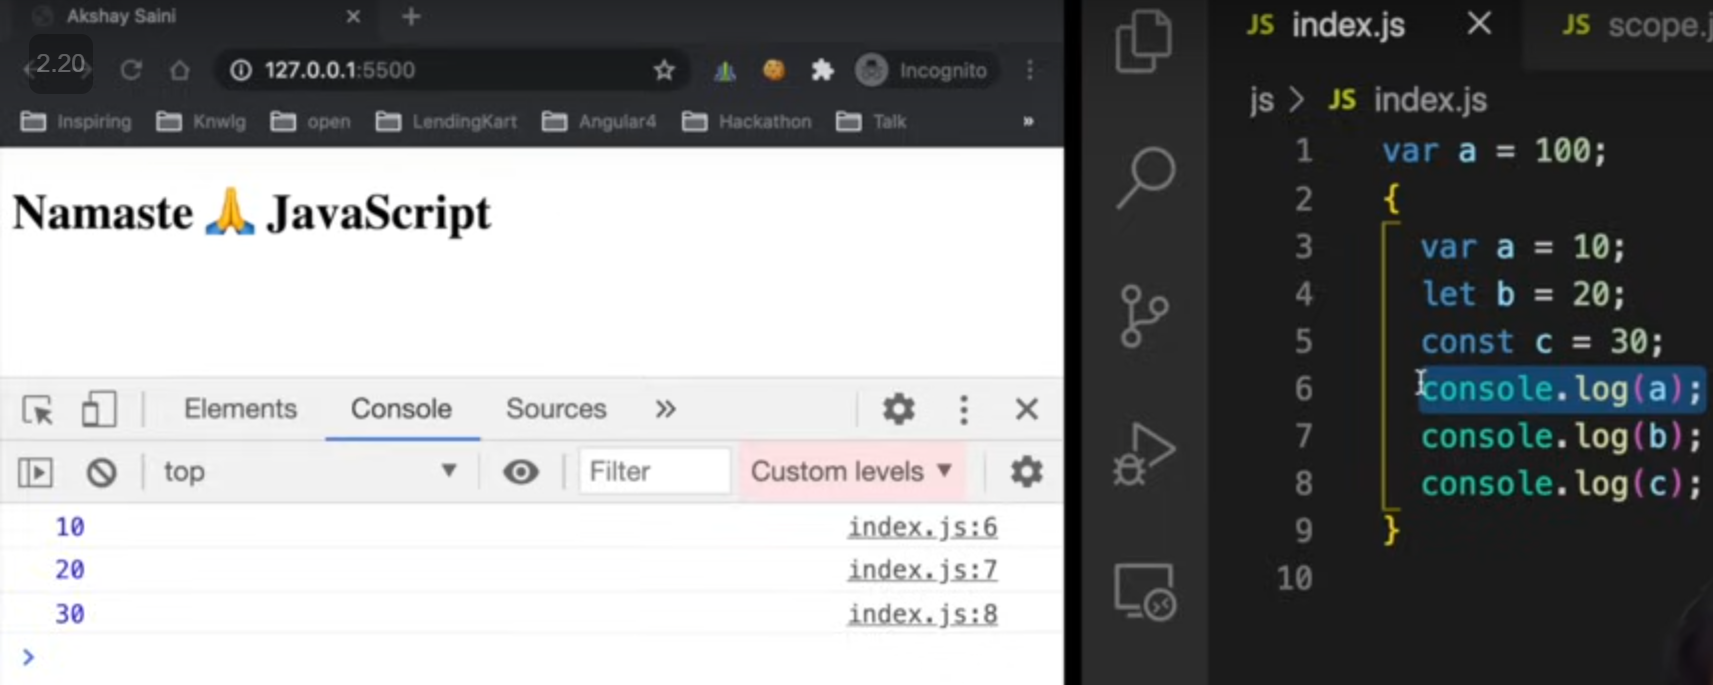 Akshay Saini
2.20
127.0.0.1:5500
Incognito
Inspiring Knwlg open LendingKart Angular4 Hackathon Talk »
Namaste 🙏 JavaScript
Elements Console Sources »
top Filter Custom levels
10 index.js:6
20 index.js:7
30 index.js:8
>
JS index.js JS scope.j
js > JS index.js
1 var a = 100;
2 {
3 var a = 10;
4 let b = 20;
5 const c = 30;
6 console.log(a);
7 console.log(b);
8 console.log(c);
9 }
10